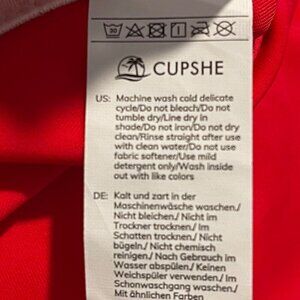 30
CUPSHE
US: Machine wash cold delicate
cycle/Do not bleach/Do not
tumble dry/Line dry in
shade/Do not iron/Do not dry
clean/Rinse straight after use
with clean water/Do not use
fabric softener/Use mild
detergent only/Wash inside
out with like colors
DE: Kalt und zart in der
Maschinenwäsche waschen./
Nicht bleichen./ Nicht im
Trockner trocknen./ Im
Schatten trocknen./ Nicht
bügeln./ Nicht chemisch
reinigen./ Nach Gebrauch im
Wasser abspülen./ Keinen
Weichspüler verwenden./ Im
Schonwaschgang waschen./
Mit ähnlichen Farben